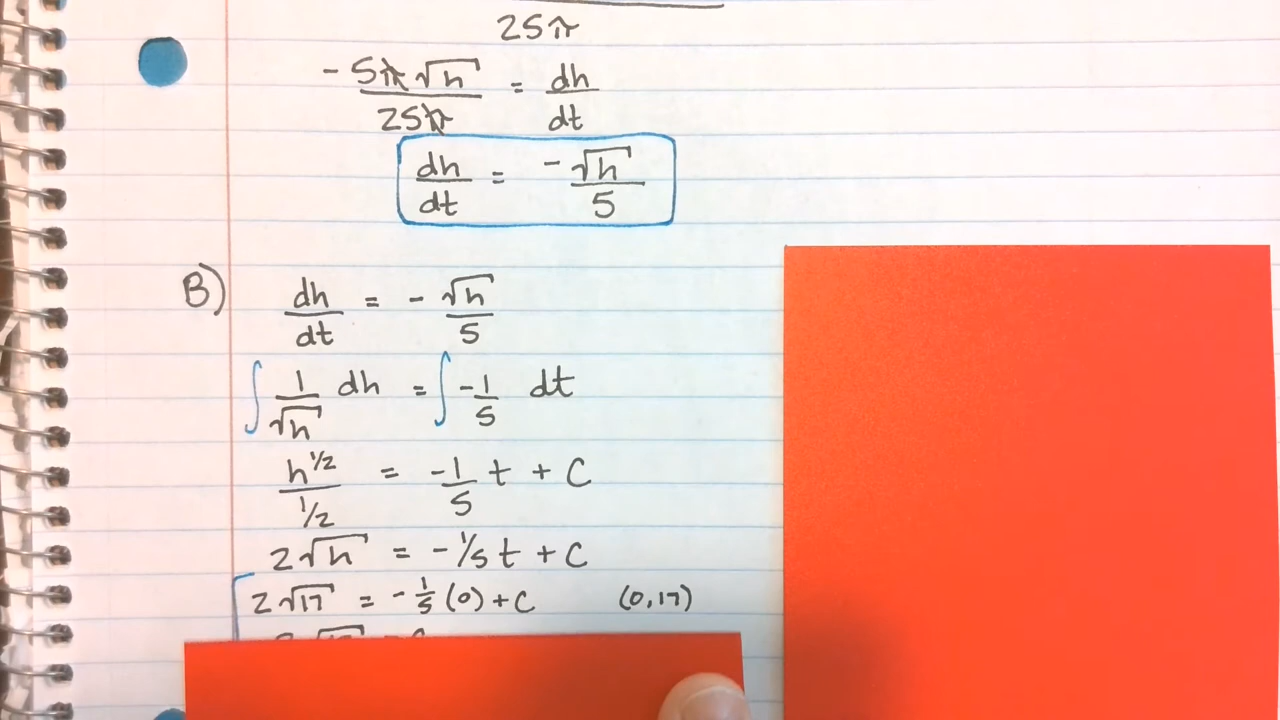 25π
-5π√h / 25π = dh/dt
dh/dt = -√h / 5
B) dh/dt = - √h / 5
∫ 1/√h dh = ∫ -1/5 dt
h^1/2 / 1/2 = -1/5 t + C
2√h = -1/5 t + C
2√17 = -1/5 (0) + C (0,17)